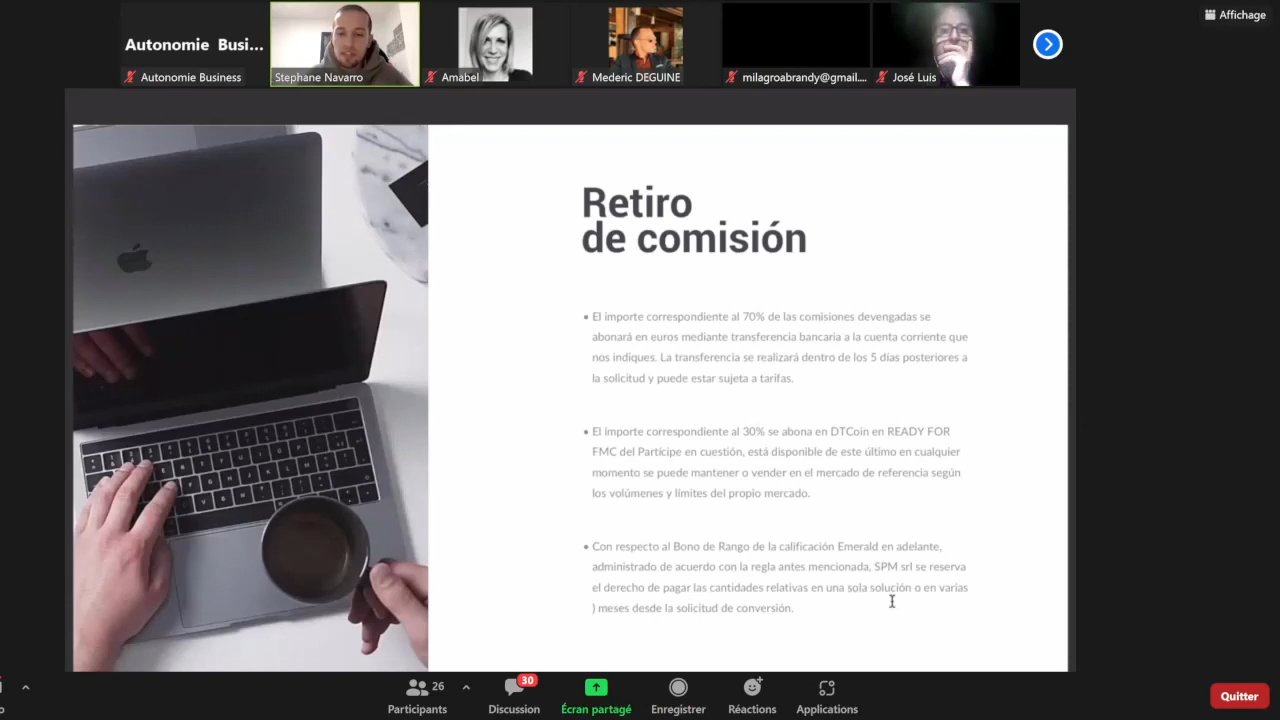 Affichage
Autonomie Busi...
Autonomie Business
Stephane Navarro
Amabel
Mederic DEGUINE
milagroabrandy@gmail....
José Luis
Retiro
de comisión
• El importe correspondiente al 70% de las comisiones devengadas se
abonará en euros mediante transferencia bancaria a la cuenta corriente que
nos indiques. La transferencia se realizará dentro de los 5 días posteriores a
la solicitud y puede estar sujeta a tarifas.
• El importe correspondiente al 30% se abona en DTCoin en READY FOR
FMC del Partícipe en cuestión, está disponible de este último en cualquier
momento se puede mantener o vender en el mercado de referencia según
los volúmenes y límites del propio mercado.
• Con respecto al Bono de Rango de la calificación Emerald en adelante,
administrado de acuerdo con la regla antes mencionada, SPM srl se reserva
el derecho de pagar las cantidades relativas en una sola solución o en varias
) meses desde la solicitud de conversión.
26
30
Participants
Discussion
Écran partagé
Enregistrer
Réactions
Applications
Quitter